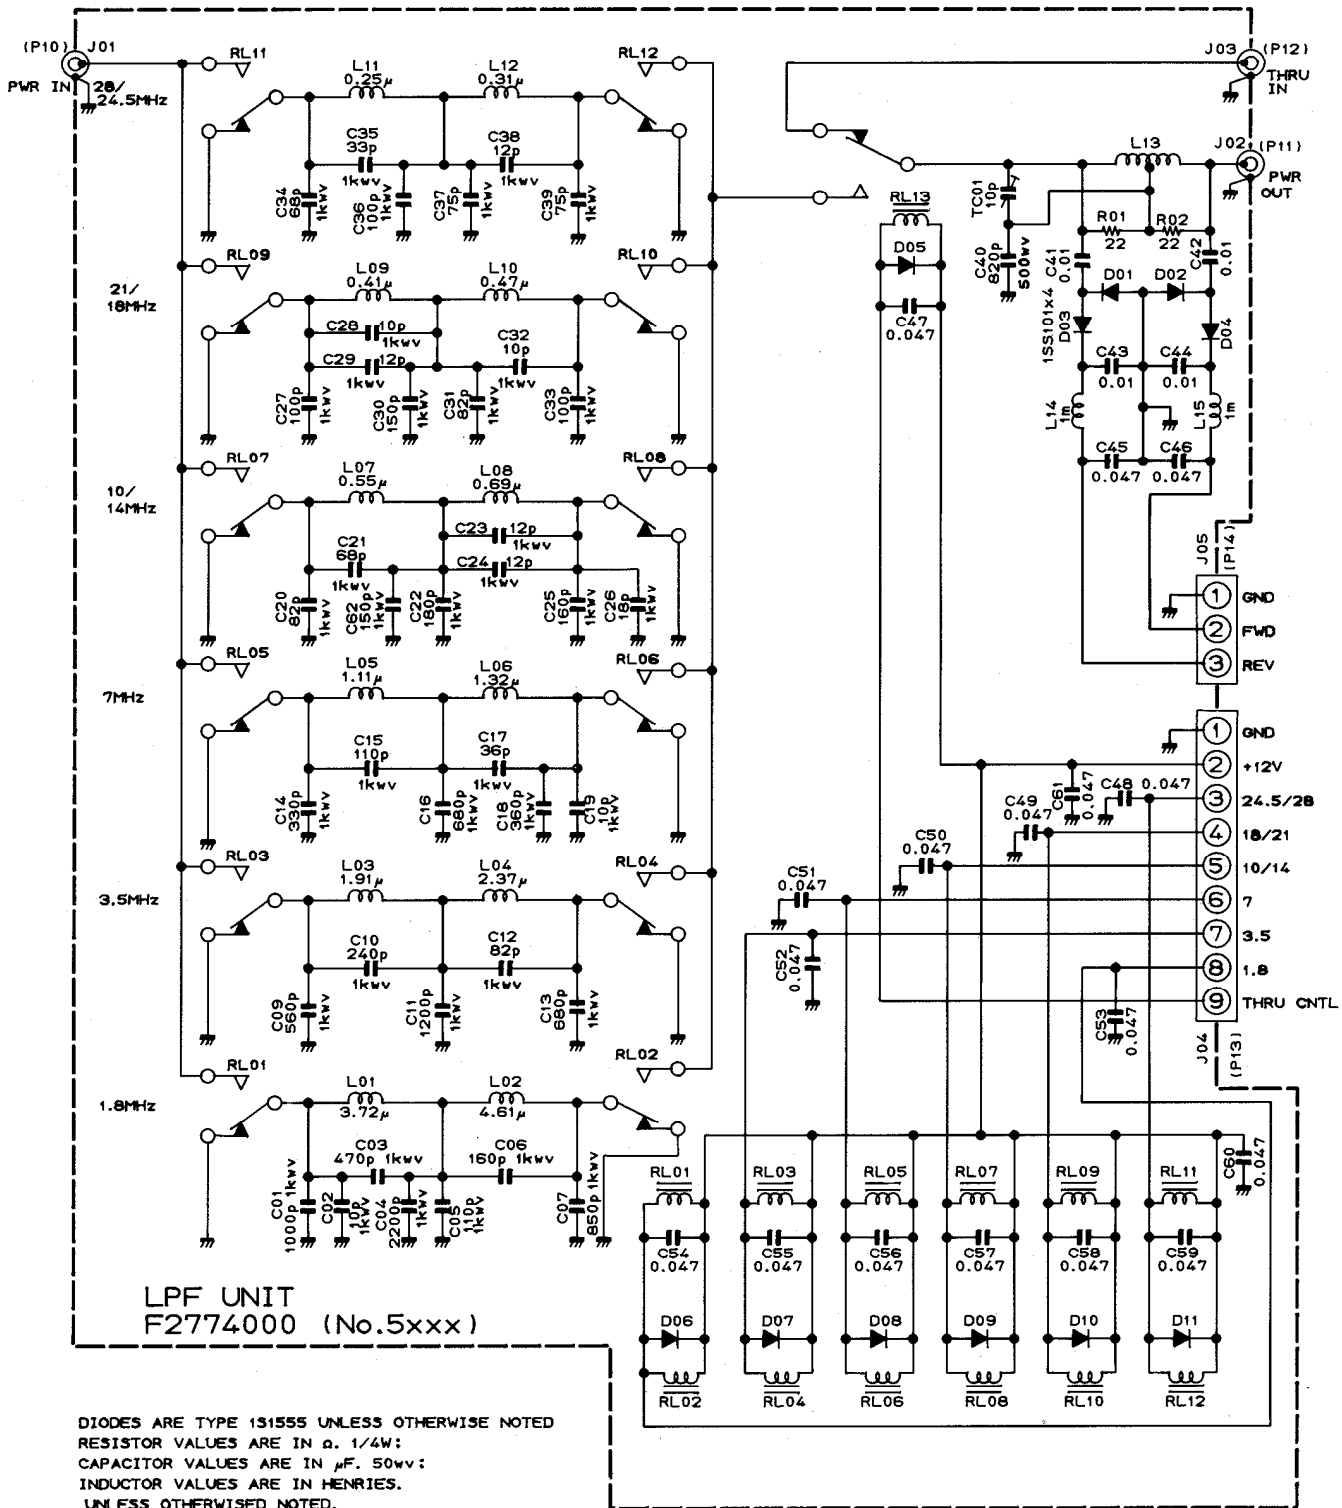 (P10) J01
PWR IN
28/
24.5MHz
RL11
L11
0.25μ
L12
0.31μ
RL12
C35
33p
1kwv
C38
12p
1kwv
C34
68p
1kwv
C36
100p
1kwv
C37
75p
1kwv
C39
75p
1kwv
J03 (P12)
THRU
IN
J02 (P11)
PWR
OUT
L13
TC01
10p
RL13
D05
C47
0.047
C40
820p
500wv
R01
22
R02
22
C41
0.01
C42
0.01
D01
D02
1SS101x4
D03
D04
C43
0.01
C44
0.01
L14
1m
L15
1m
C45
0.047
C46
0.047
RL09
21/
18MHz
L09
0.41μ
L10
0.47μ
RL10
C28 10p
1kwv
C29 12p
1kwv
C32
10p
1kwv
C27
100p
1kwv
C30
150p
1kwv
C31
82p
1kwv
C33
100p
1kwv
RL07
10/
14MHz
L07
0.55μ
L08
0.69μ
RL08
C21
68p
1kwv
C23 12p
1kwv
C24 12p
1kwv
C20
82p
1kwv
C62
150p
1kwv
C22
180p
1kwv
C25
160p
1kwv
C26
18p
1kwv
J05
(P14)
1 GND
2 FWD
3 REV
RL05
7MHz
L05
1.11μ
L06
1.32μ
RL06
C15
110p
1kwv
C17
36p
1kwv
C14
330p
1kwv
C16
680p
1kwv
C18
360p
1kwv
C19
10p
1kwv
1 GND
2 +12V
3 24.5/28
4 18/21
5 10/14
6 7
7 3.5
8 1.8
9 THRU CNTL
J04
(P13)
C61
0.047
C48 0.047
C49
0.047
C50
0.047
C51
0.047
C52
0.047
C53
0.047
RL03
3.5MHz
L03
1.91μ
L04
2.37μ
RL04
C10
240p
1kwv
C12
82p
1kwv
C09
560p
1kwv
C11
1200p
1kwv
C13
680p
1kwv
RL01
1.8MHz
L01
3.72μ
L02
4.61μ
RL02
C03
470p 1kwv
C06
160p 1kwv
C01
1000p 1kwv
C02
10p
1kwv
C04
2200p
1kwv
C05
110p
1kwv
C07
850p 1kwv
RL01
RL03
RL05
RL07
RL09
RL11
C60
0.047
C54
0.047
C55
0.047
C56
0.047
C57
0.047
C58
0.047
C59
0.047
D06
D07
D08
D09
D10
D11
RL02
RL04
RL06
RL08
RL10
RL12
LPF UNIT
F2774000 (No.5xxx)
DIODES ARE TYPE 1S1555 UNLESS OTHERWISE NOTED
RESISTOR VALUES ARE IN Ω. 1/4W:
CAPACITOR VALUES ARE IN μF. 50wv:
INDUCTOR VALUES ARE IN HENRIES.
UNLESS OTHERWISED NOTED.